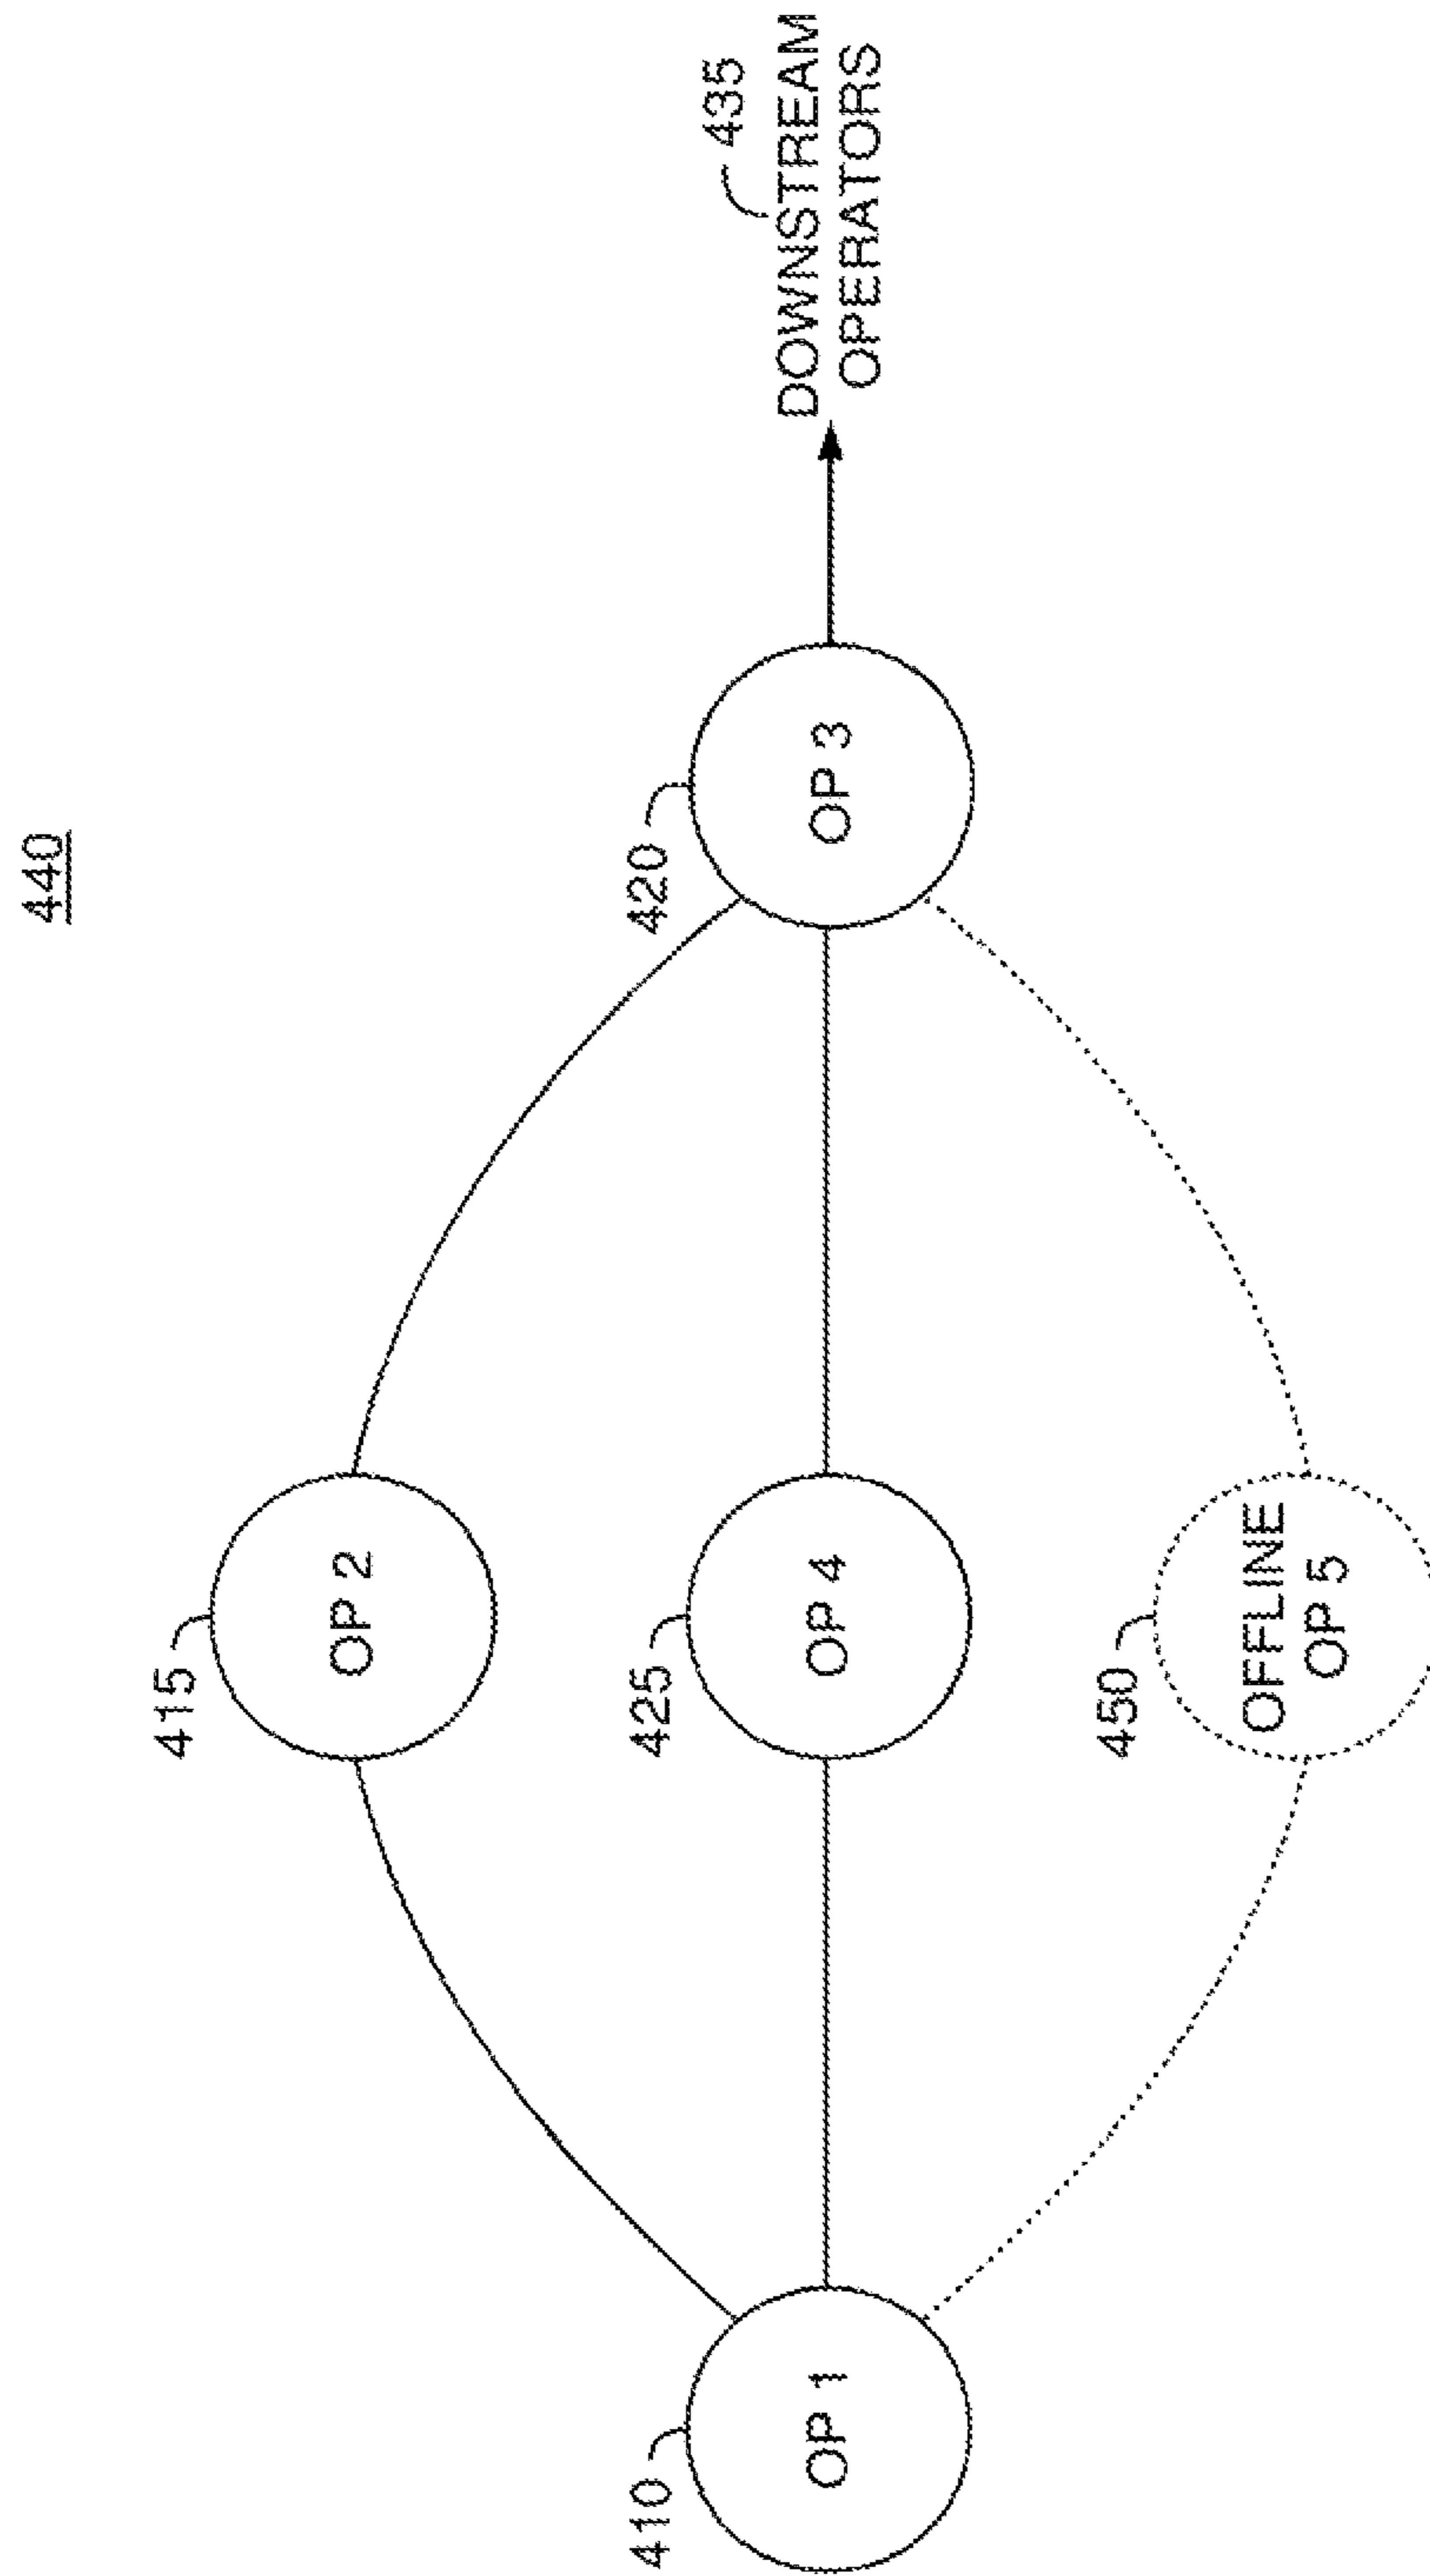 440
415
OP 2
410
OP 1
425
OP 4
420
OP 3
435
DOWNSTREAM
OPERATORS
450
OFFLINE
OP 5